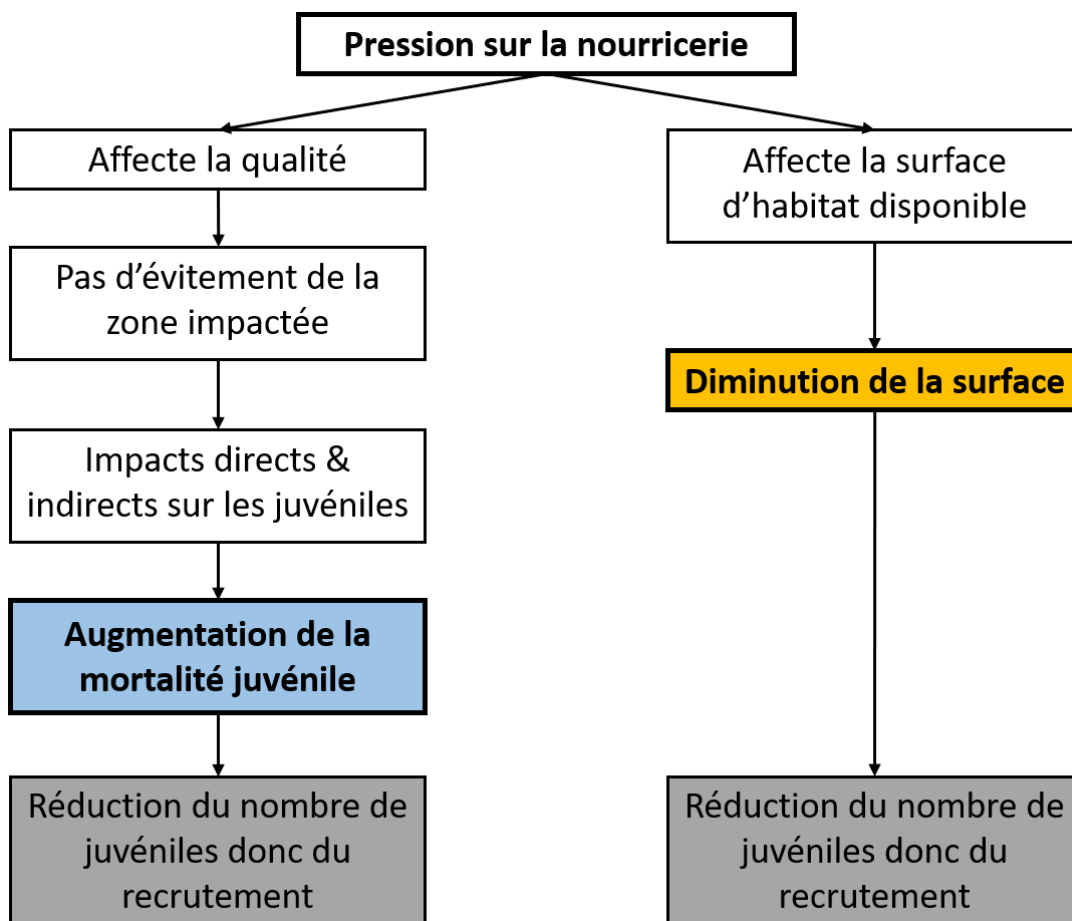 Pression sur la nourricerie
Affecte la qualité
Pas d'évitement de la
zone impactée
Impacts directs &
indirects sur les juvéniles
Augmentation de la
mortalité juvénile
Réduction du nombre de
juvéniles donc du
recrutement
Affecte la surface
d'habitat disponible
Diminution de la surface
Réduction du nombre de
juvéniles donc du
recrutement